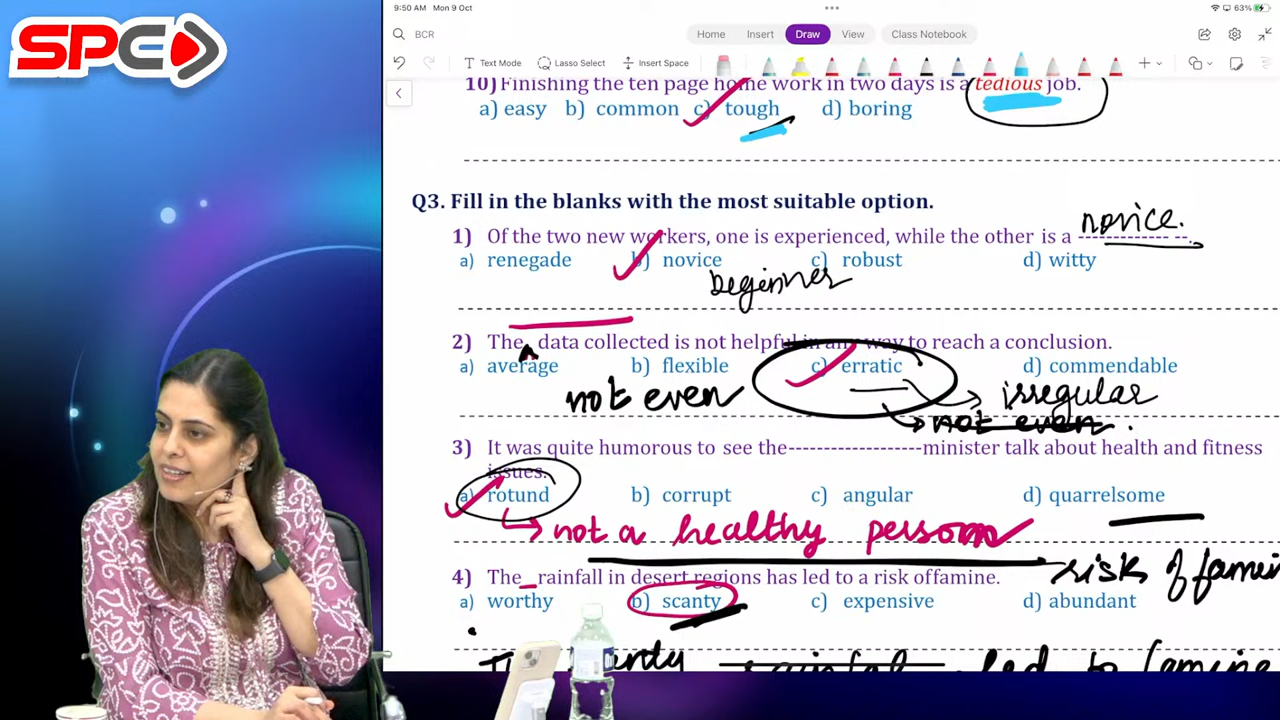 9:50 AM Mon 9 Oct
63%
SPE
BCR
Home Insert Draw View Class Notebook
Text Mode Lasso Select Insert Space
10) Finishing the ten page home work in two days is a tedious job.
a) easy b) common c) tough d) boring
Q3. Fill in the blanks with the most suitable option.
novice.
1) Of the two new workers, one is experienced, while the other is a
a) renegade b) novice c) robust d) witty
beginner
2) The data collected is not helpful in any way to reach a conclusion.
a) average b) flexible c) erratic d) commendable
not even irregular
not even.
3) It was quite humorous to see the-------------------minister talk about health and fitness
issues.
a) rotund b) corrupt c) angular d) quarrelsome
not a healthy person
4) The rainfall in desert regions has led to a risk offamine.
risk of famin
a) worthy b) scanty c) expensive d) abundant
rainfal led to famine